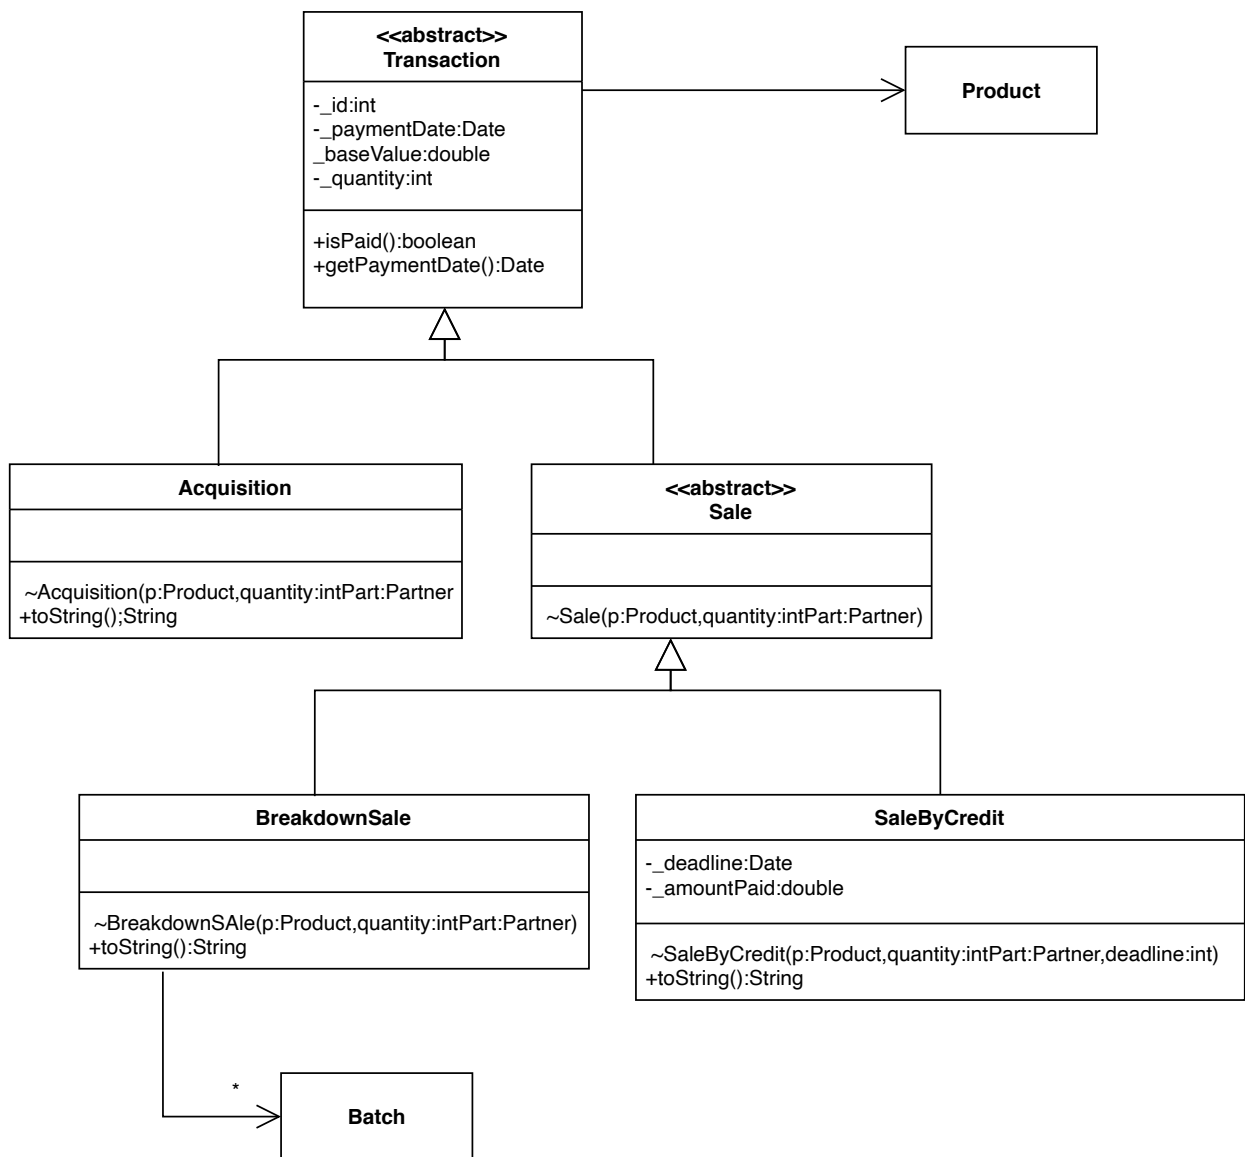 <<abstract>>
Transaction
-_id:int
-_paymentDate:Date
_baseValue:double
-_quantity:int
+isPaid():boolean
+getPaymentDate():Date
Product
Acquisition
~Acquisition(p:Product,quantity:intPart:Partner
+toString();String
<<abstract>>
Sale
~Sale(p:Product,quantity:intPart:Partner)
BreakdownSale
~BreakdownSAle(p:Product,quantity:intPart:Partner)
+toString():String
SaleByCredit
-_deadline:Date
-_amountPaid:double
~SaleByCredit(p:Product,quantity:intPart:Partner,deadline:int)
+toString():String
*
Batch